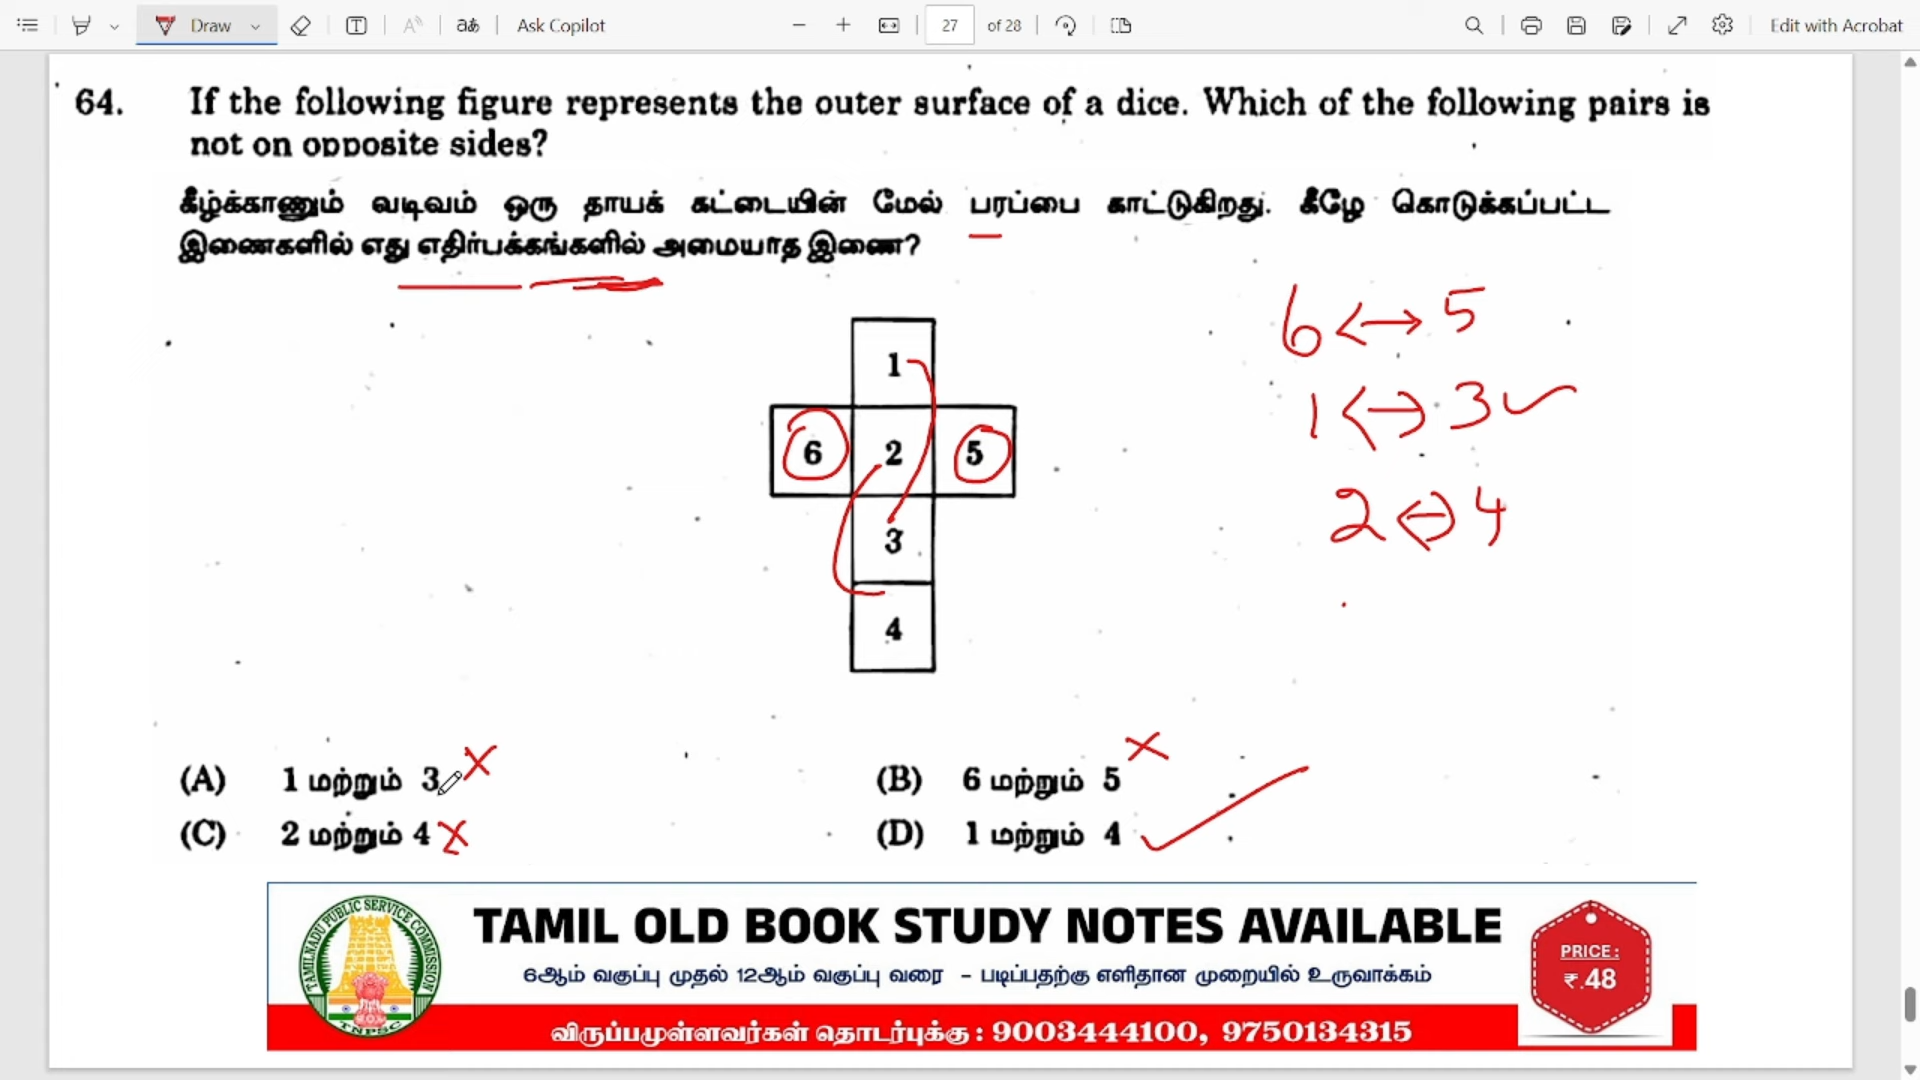 Draw
Ask Copilot
27 of 28
Edit with Acrobat
64. If the following figure represents the outer surface of a dice. Which of the following pairs is
not on opposite sides?
கீழ்க்காணும் வடிவம் ஒரு தாயக் கட்டையின் மேல் பரப்பை காட்டுகிறது. கீழே கொடுக்கப்பட்ட
இணைகளில் எது எதிர்பக்கங்களில் அமையாத இணை?
6 ↔ 5
1 ↔ 3 ✓
2 ↔ 4
1
6 2 5
3
4
(A) 1 மற்றும் 3 ×
(B) 6 மற்றும் 5 ×
(C) 2 மற்றும் 4 ×
(D) 1 மற்றும் 4 ✓
TAMILNADU PUBLIC SERVICE COMMISSION
TNPSC
TAMIL OLD BOOK STUDY NOTES AVAILABLE
6ஆம் வகுப்பு முதல் 12ஆம் வகுப்பு வரை – படிப்பதற்கு எளிதான முறையில் உருவாக்கம்
PRICE :
₹.48
விருப்பமுள்ளவர்கள் தொடர்புக்கு : 9003444100, 9750134315